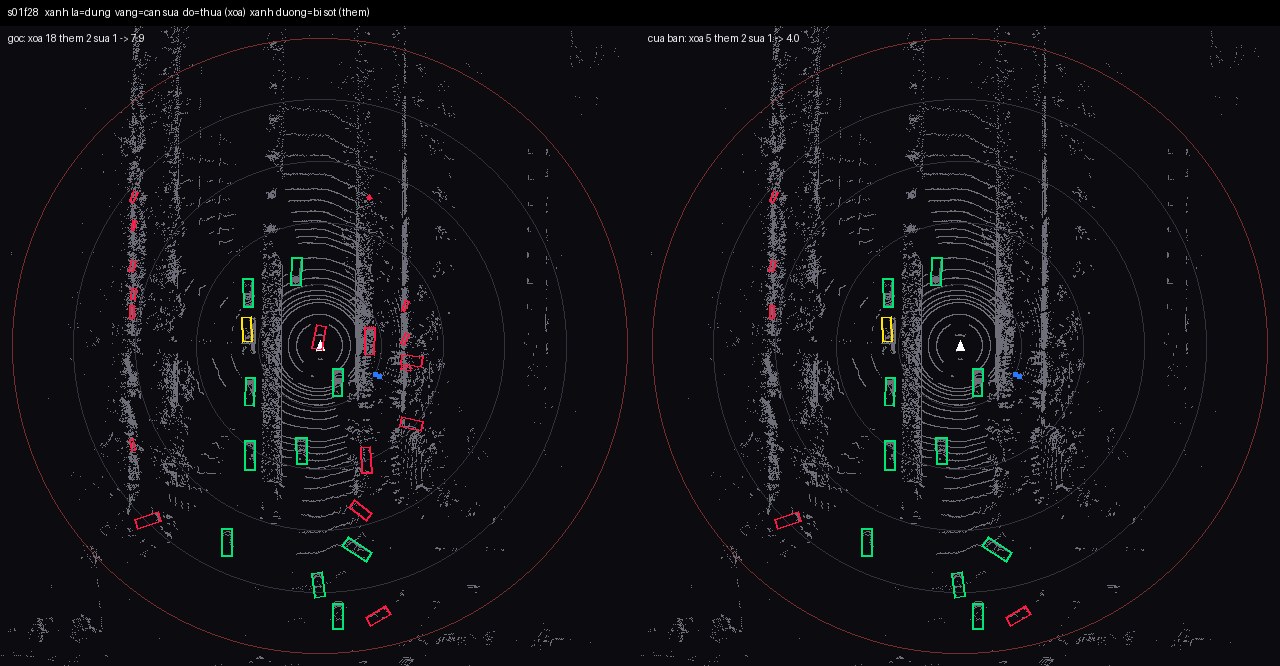 s01f28 xanh la=dung vang=can sua do=thua (xoa) xanh duong=bi sot (them)
goc: xoa 18 them 2 sua 1 -> 7.9
cua ban: xoa 5 them 2 sua 1 -> 4.0